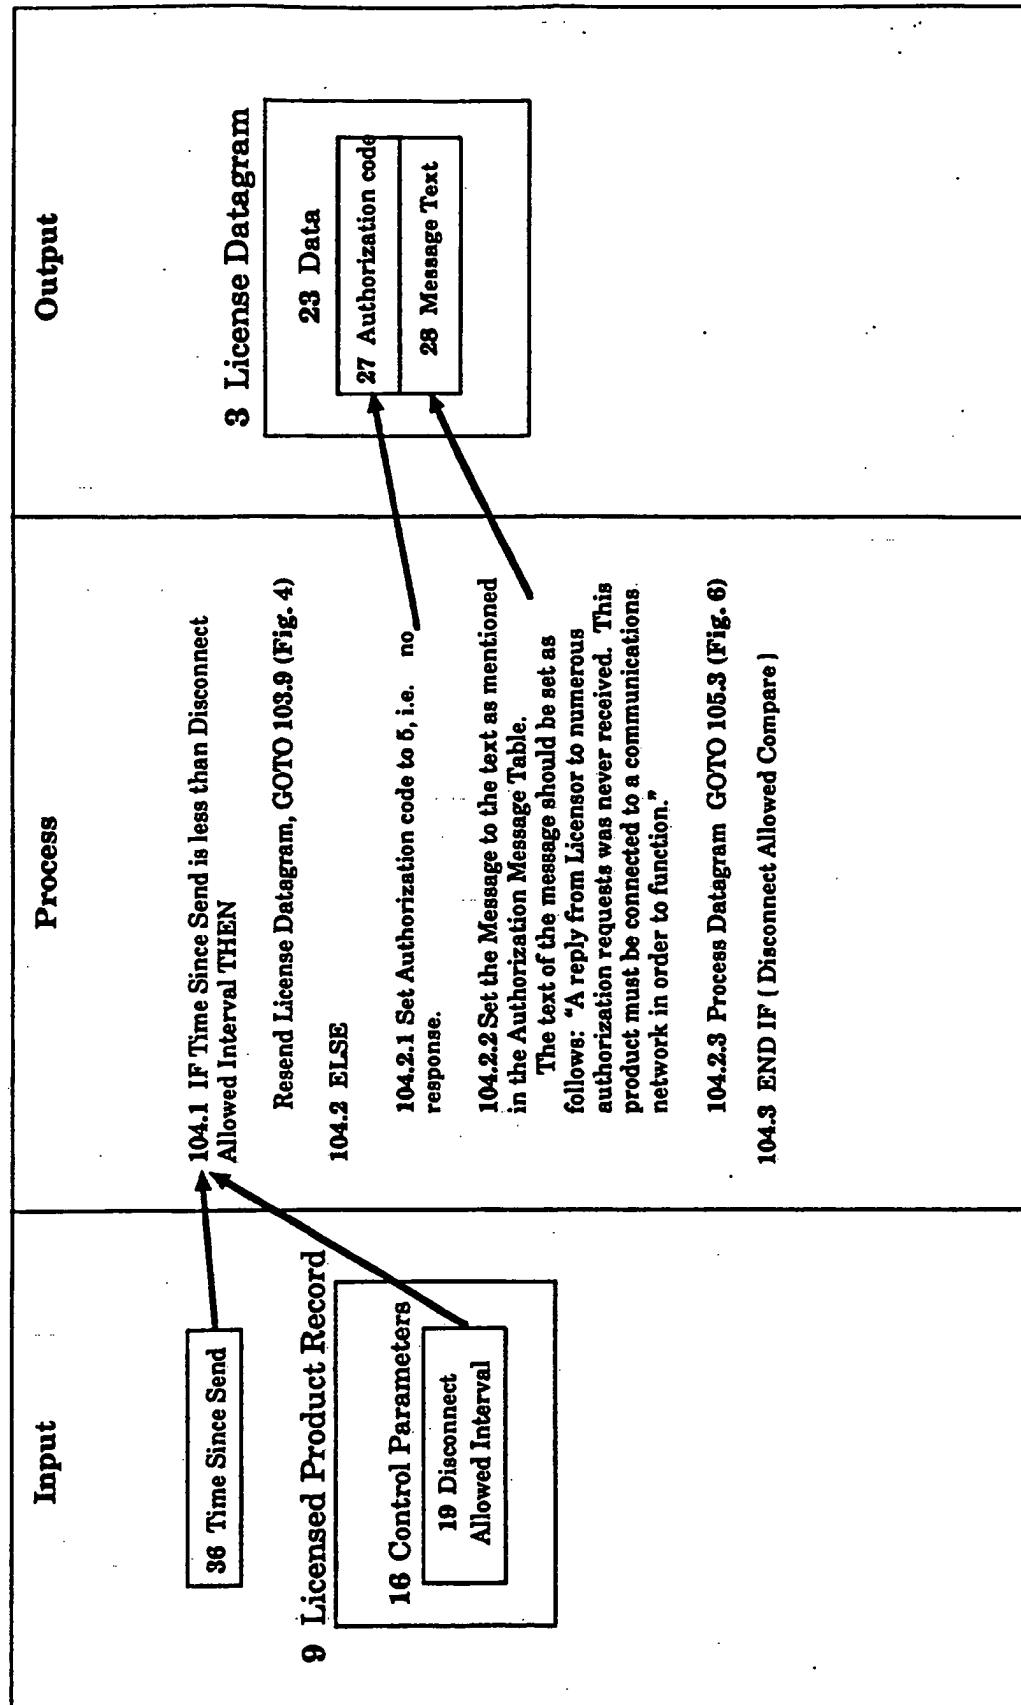 Input
36 Time Since Send
9 Licensed Product Record
16 Control Parameters
19 Disconnect
Allowed Interval
Process
104.1 IF Time Since Send is less than Disconnect
Allowed Interval THEN
Resend License Datagram, GOTO 103.9 (Fig. 4)
104.2 ELSE
104.2.1 Set Authorization code to 5, i.e. no
response.
104.2.2 Set the Message to the text as mentioned
in the Authorization Message Table.
The text of the message should be set as
follows: "A reply from Licensor to numerous
authorization requests was never received. This
product must be connected to a communications
network in order to function."
104.2.3 Process Datagram GOTO 105.3 (Fig. 6)
104.3 END IF ( Disconnect Allowed Compare )
Output
3 License Datagram
23 Data
27 Authorization code
28 Message Text